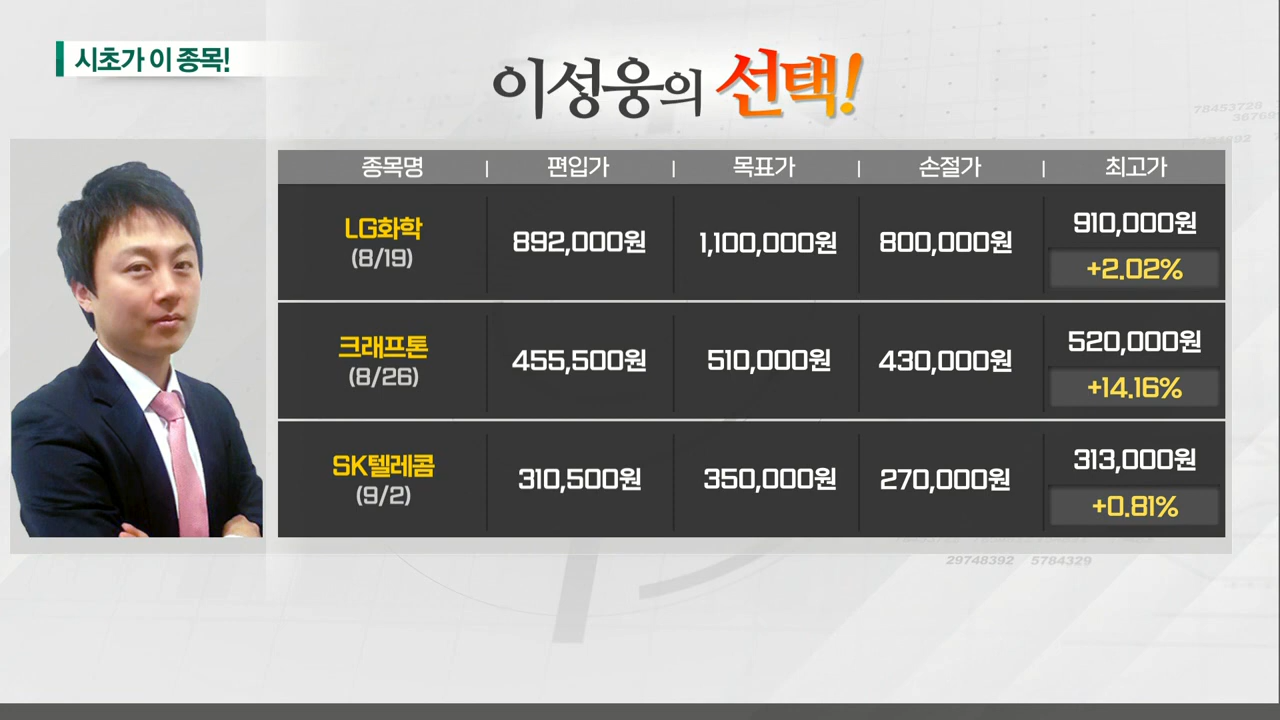 시초가 이 종목!
이성웅의 선택!
종목명 | 편입가 | 목표가 | 손절가 | 최고가
LG화학
(8/19)
892,000원
1,100,000원
800,000원
910,000원
+2.02%
크래프톤
(8/26)
455,500원
510,000원
430,000원
520,000원
+14.16%
SK텔레콤
(9/2)
310,500원
350,000원
270,000원
313,000원
+0.81%
78453728
29748392 5784329